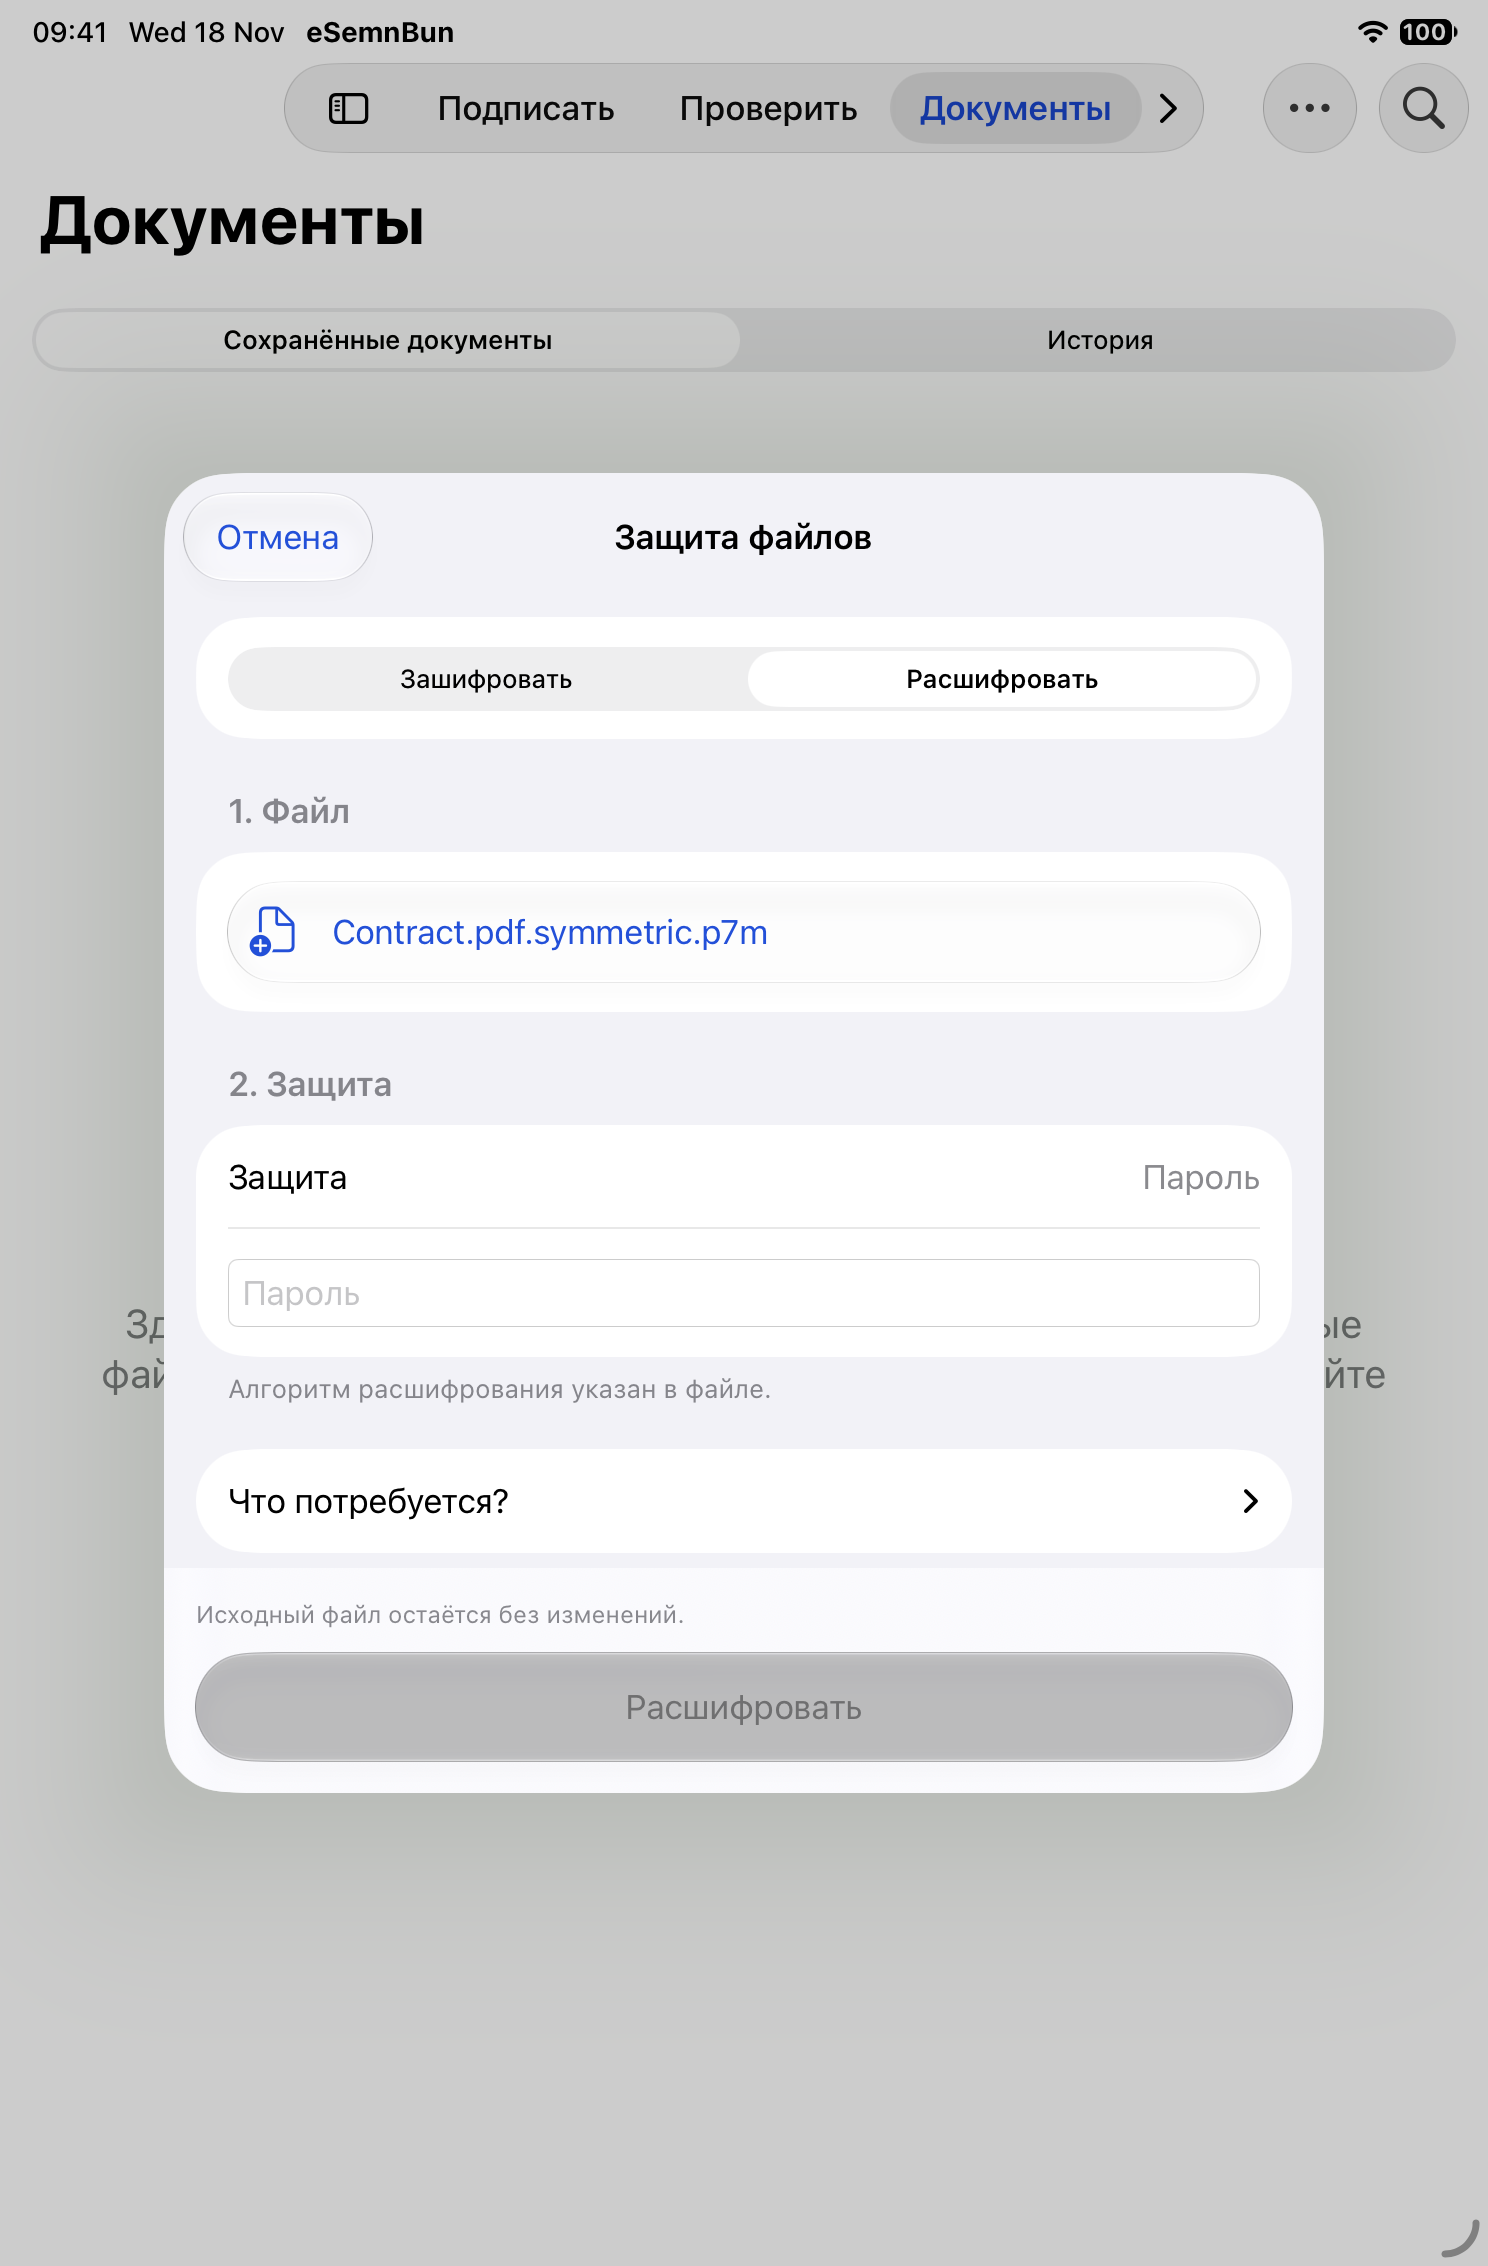 09:41 Wed 18 Nov eSemnBun 100
Подписать Проверить Документы
Документы
Сохранённые документы История
Отмена Защита файлов
Зашифровать Расшифровать
1. Файл
Contract.pdf.symmetric.p7m
2. Защита
Защита Пароль
Пароль
Алгоритм расшифрования указан в файле.
Что потребуется?
Исходный файл остаётся без изменений.
Расшифровать